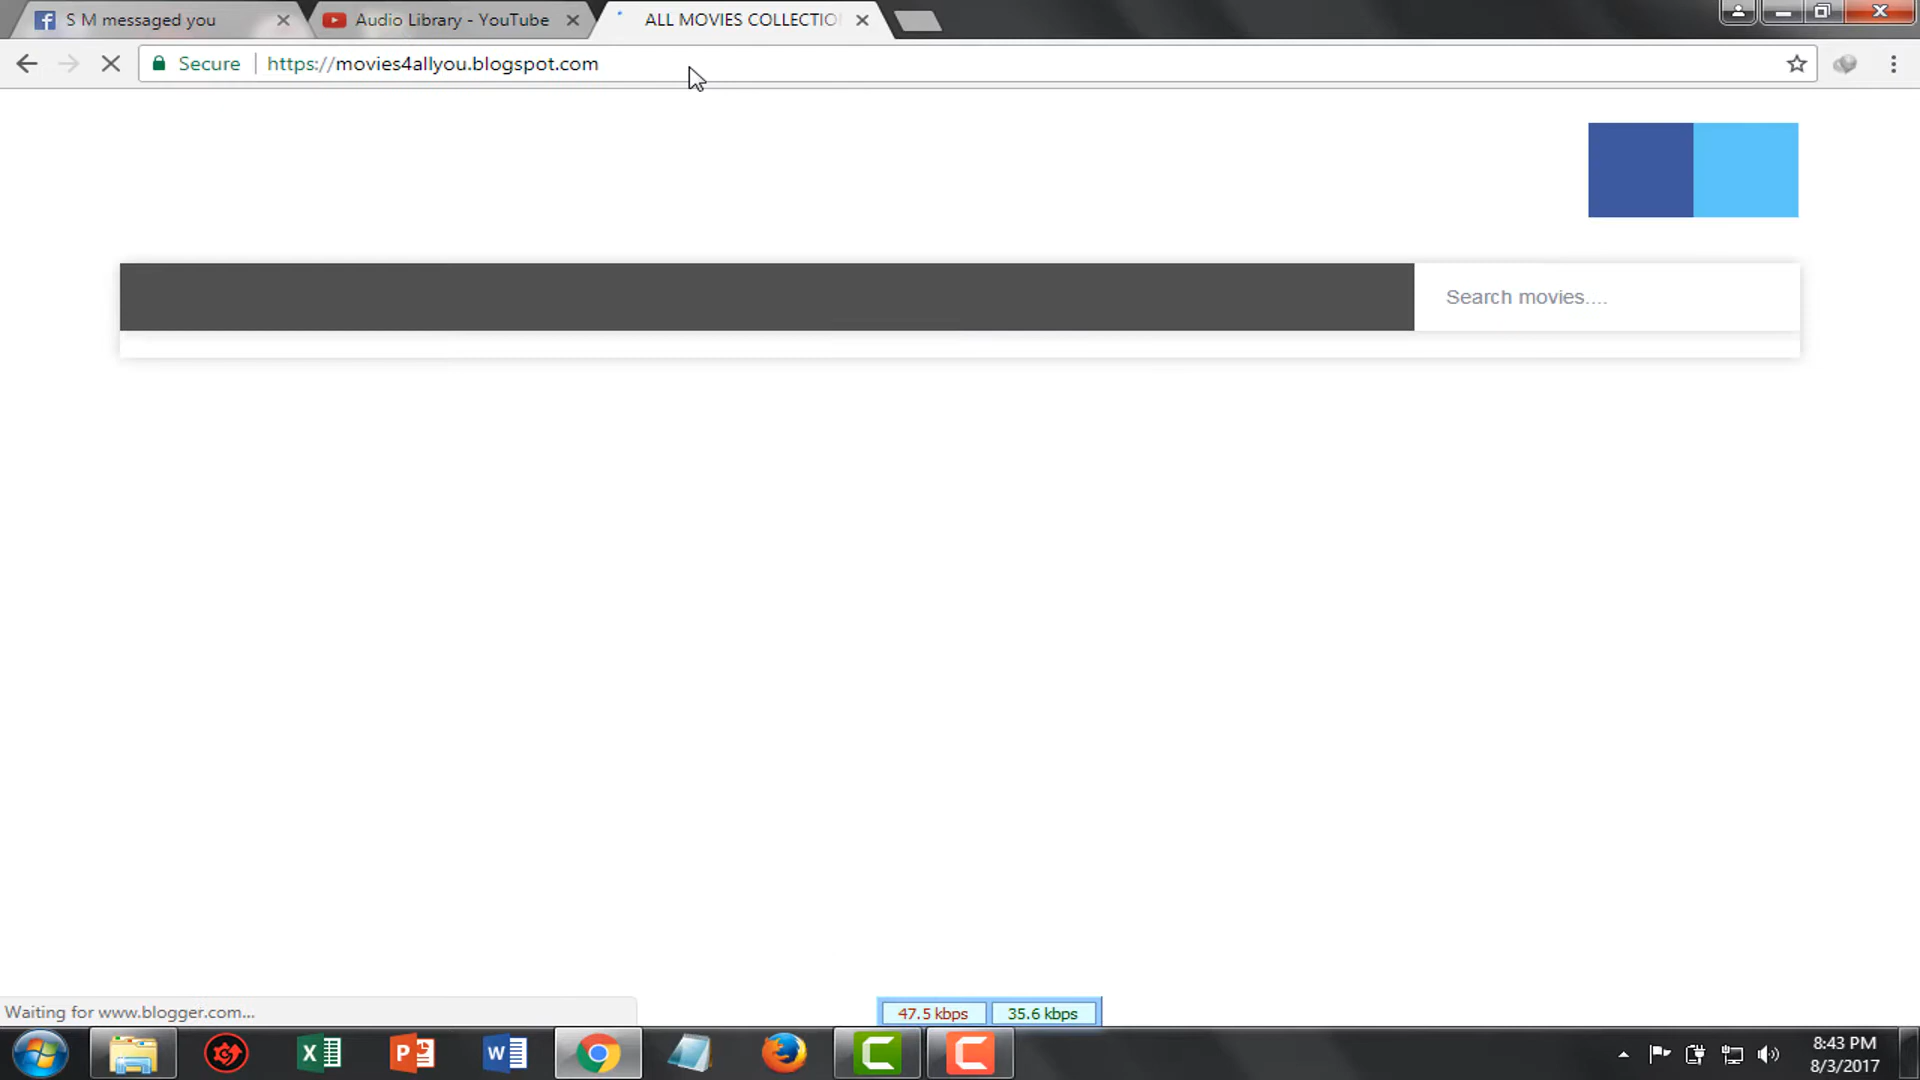 S M messaged you
Audio Library - YouTube
ALL MOVIES COLLECTIO
Secure
https://movies4allyou.blogspot.com
Search movies....
Waiting for www.blogger.com...
47.5 kbps
35.6 kbps
8:43 PM
8/3/2017